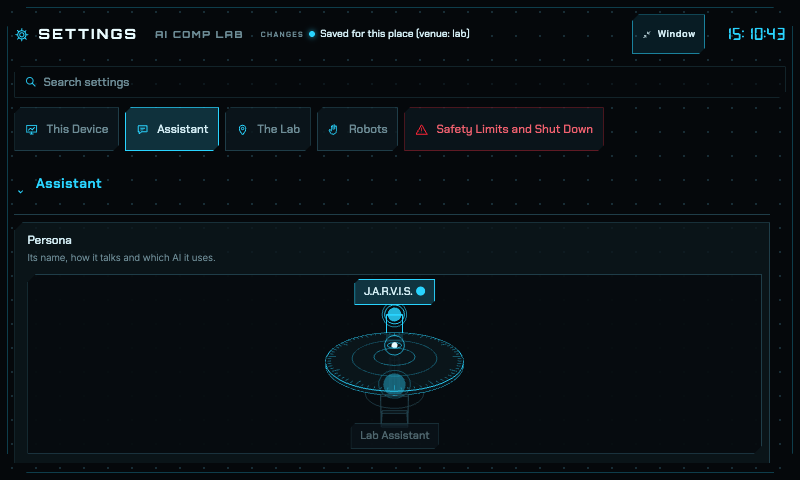 SETTINGS
AI COMP LAB
CHANGES
Saved for this place (venue: lab)
Window
15:10:43
Search settings
This Device
Assistant
The Lab
Robots
Safety Limits and Shut Down
Assistant
Persona
Its name, how it talks and which AI it uses.
J.A.R.V.I.S.
Lab Assistant